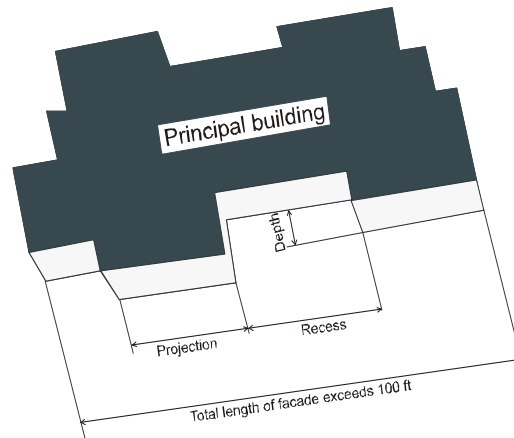 Principal building
Depth
Projection
Recess
Total length of facade exceeds 100 ft